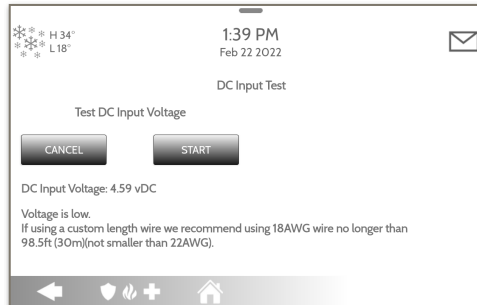 H 34°
L 18°
1:39 PM
Feb 22 2022
DC Input Test
Test DC Input Voltage
CANCEL
START
DC Input Voltage: 4.59 vDC
Voltage is low.
If using a custom length wire we recommend using 18AWG wire no longer than
98.5ft (30m)(not smaller than 22AWG).